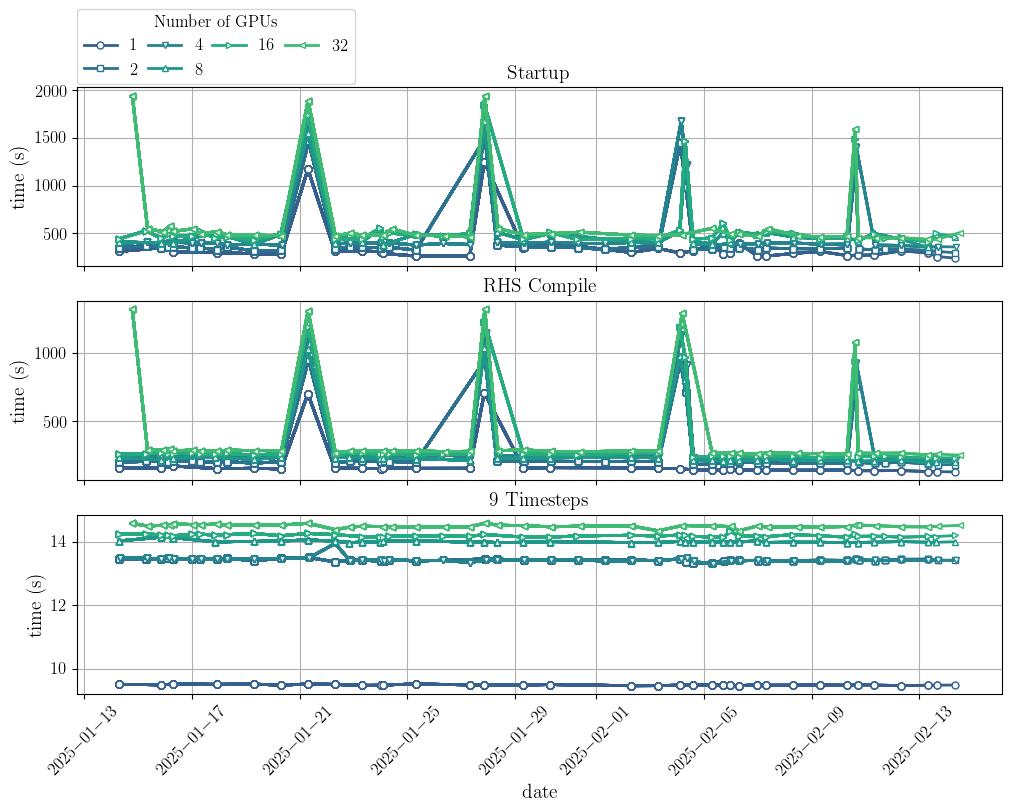 Number of GPUs
1 4 16 32
2 8
Startup
2000
1500
1000
500
time (s)
RHS Compile
1000
500
time (s)
9 Timesteps
14
12
10
time (s)
2025−01−13 2025−01−17 2025−01−21 2025−01−25 2025−01−29 2025−02−01 2025−02−05 2025−02−09 2025−02−13
date